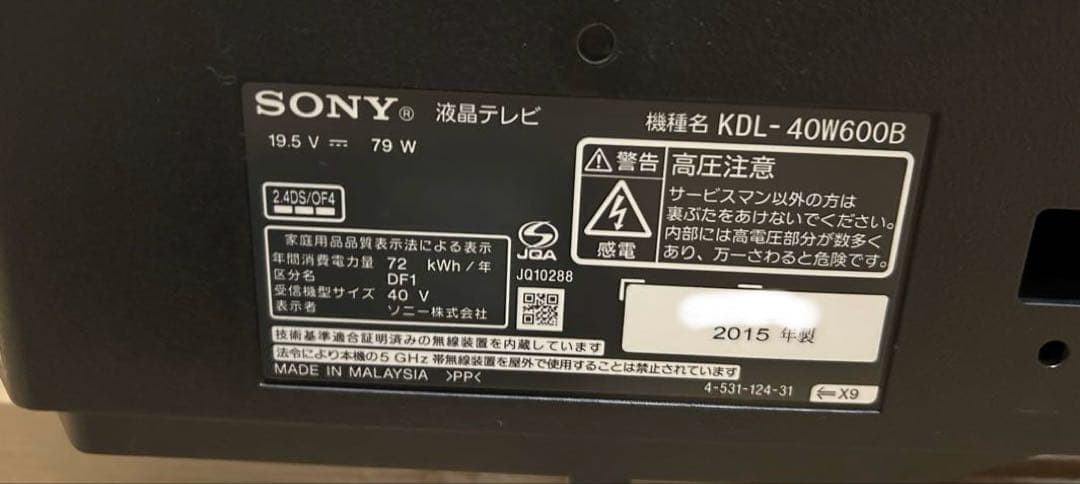 SONY® 液晶テレビ
機種名 KDL-40W600B
19.5 V ⎓ 79 W
2.4DS/OF4
家庭用品品質表示法による表示
年間消費電力量 72 kWh/年
区分名 DF1
受信機型サイズ 40 V
表示者 ソニー株式会社
JQA
JQ10288
警告 高圧注意
感電
サービスマン以外の方は
裏ぶたをあけないでください。
内部には高電圧部分が数多く
あり、万一さわると危険です。
2015 年製
技術基準適合証明済みの無線装置を内蔵しています
法令により本機の5 GHz 帯無線装置を屋外で使用することは禁止されています
MADE IN MALAYSIA >PP<
4-531-124-31
⇐X9